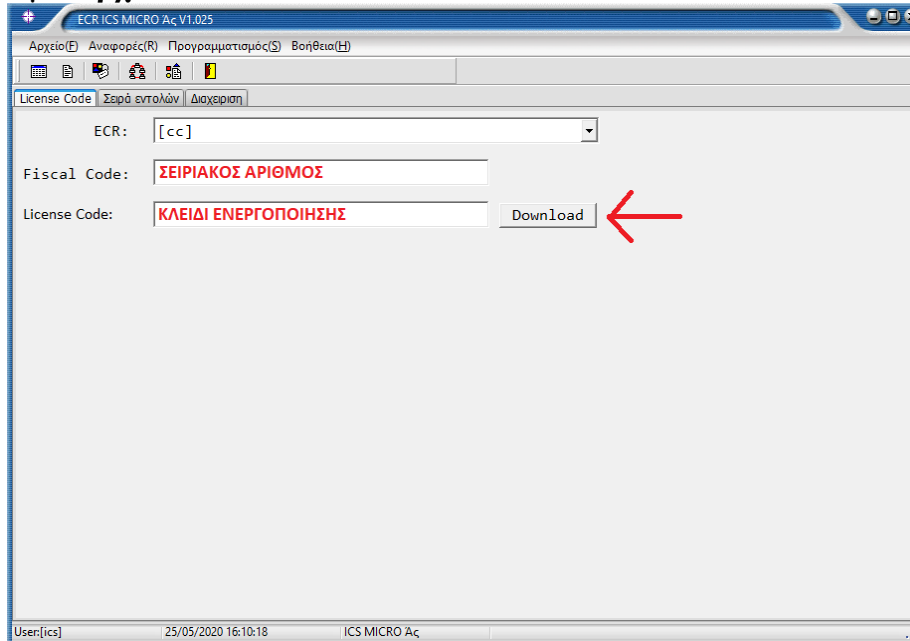 ECR ICS MICRO Άς V1.025
Αρχείο(F) Αναφορές(R) Προγραμματισμός(S) Βοήθεια(H)
License Code Σειρά εντολών Διαχειριση
ECR: [cc]
Fiscal Code: ΣΕΙΡΙΑΚΟΣ ΑΡΙΘΜΟΣ
License Code: ΚΛΕΙΔΙ ΕΝΕΡΓΟΠΟΙΗΣΗΣ Download
User:[ics] 25/05/2020 16:10:18 ICS MICRO Άς